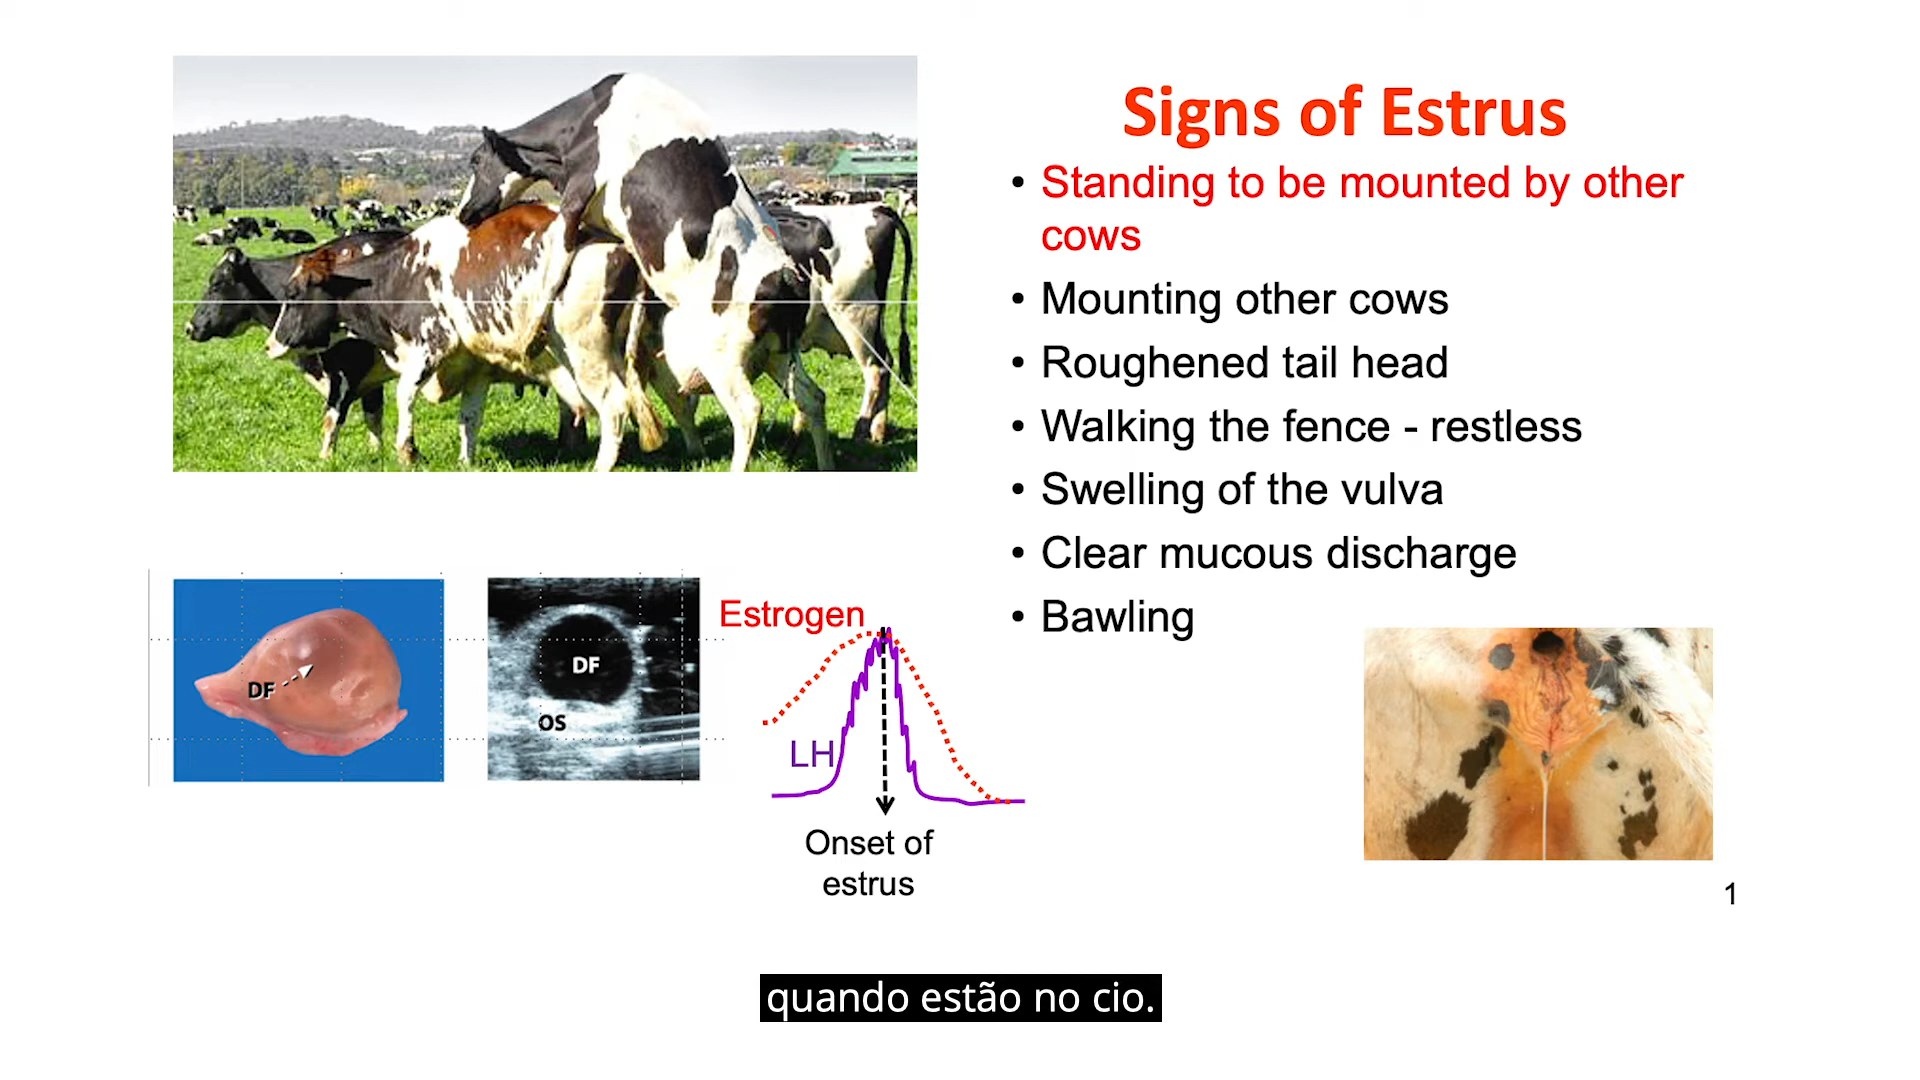 Signs of Estrus
• Standing to be mounted by other
cows
• Mounting other cows
• Roughened tail head
• Walking the fence - restless
• Swelling of the vulva
• Clear mucous discharge
• Bawling
DF
DF
OS
Estrogen
LH
Onset of
estrus
1
quando estão no cio.